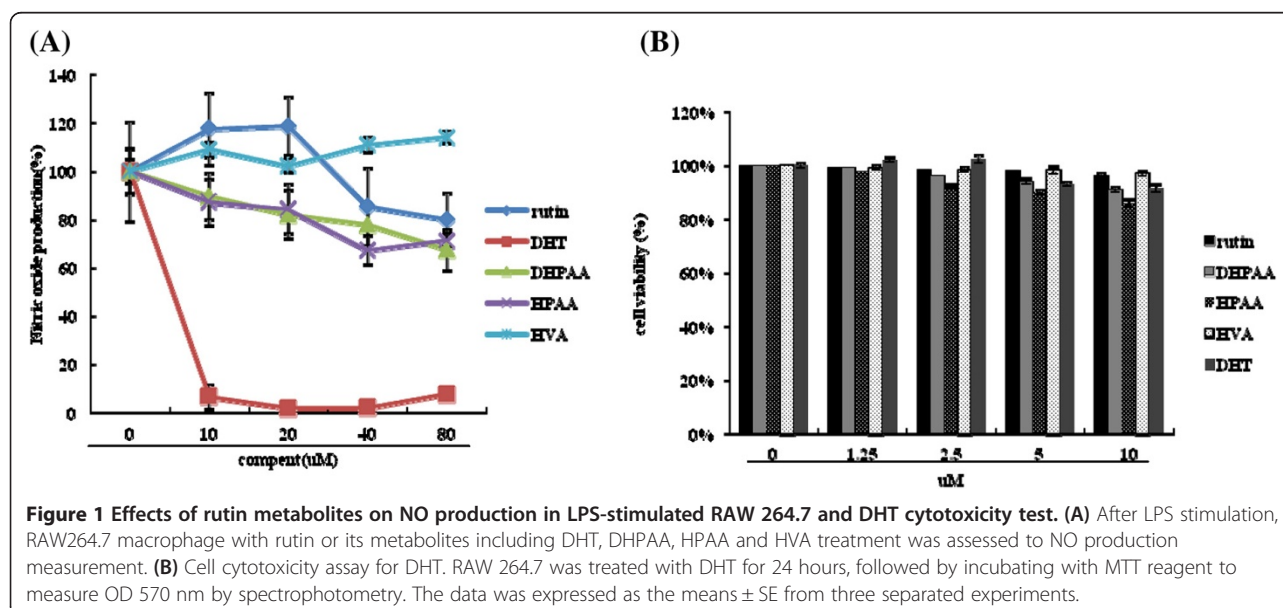 (A)
Nitric oxide production(%)
140
120
100
80
60
40
20
0
0 10 20 40 80
compent(uM)
rutin
DHT
DHPAA
HPAA
HVA
(B)
cell viability (%)
120%
100%
80%
60%
40%
20%
0%
0 1.25 2.5 5 10
uM
rutin
DHPAA
HPAA
HVA
DHT
Figure 1 Effects of rutin metabolites on NO production in LPS-stimulated RAW 264.7 and DHT cytotoxicity test. (A) After LPS stimulation,
RAW264.7 macrophage with rutin or its metabolites including DHT, DHPAA, HPAA and HVA treatment was assessed to NO production
measurement. (B) Cell cytotoxicity assay for DHT. RAW 264.7 was treated with DHT for 24 hours, followed by incubating with MTT reagent to
measure OD 570 nm by spectrophotometry. The data was expressed as the means ± SE from three separated experiments.